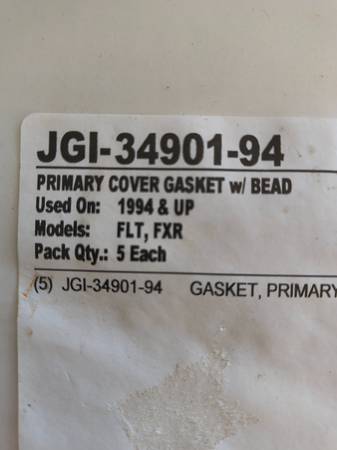 JGI-34901-94
PRIMARY COVER GASKET w/ BEAD
Used On: 1994 & UP
Models: FLT, FXR
Pack Qty.: 5 Each
(5) JGI-34901-94 GASKET, PRIMARY